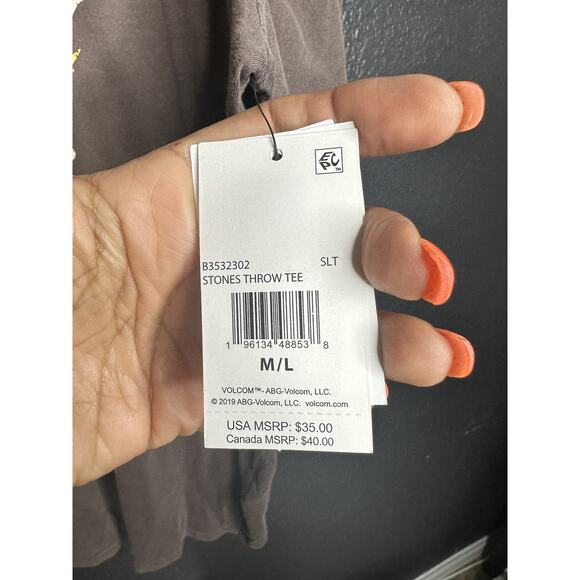 EPC™
B3532302 SLT
STONES THROW TEE
1 96134 48853 8
M/L
VOLCOM™- ABG-Volcom, LLC.
© 2019 ABG-Volcom, LLC. volcom.com
USA MSRP: $35.00
Canada MSRP: $40.00